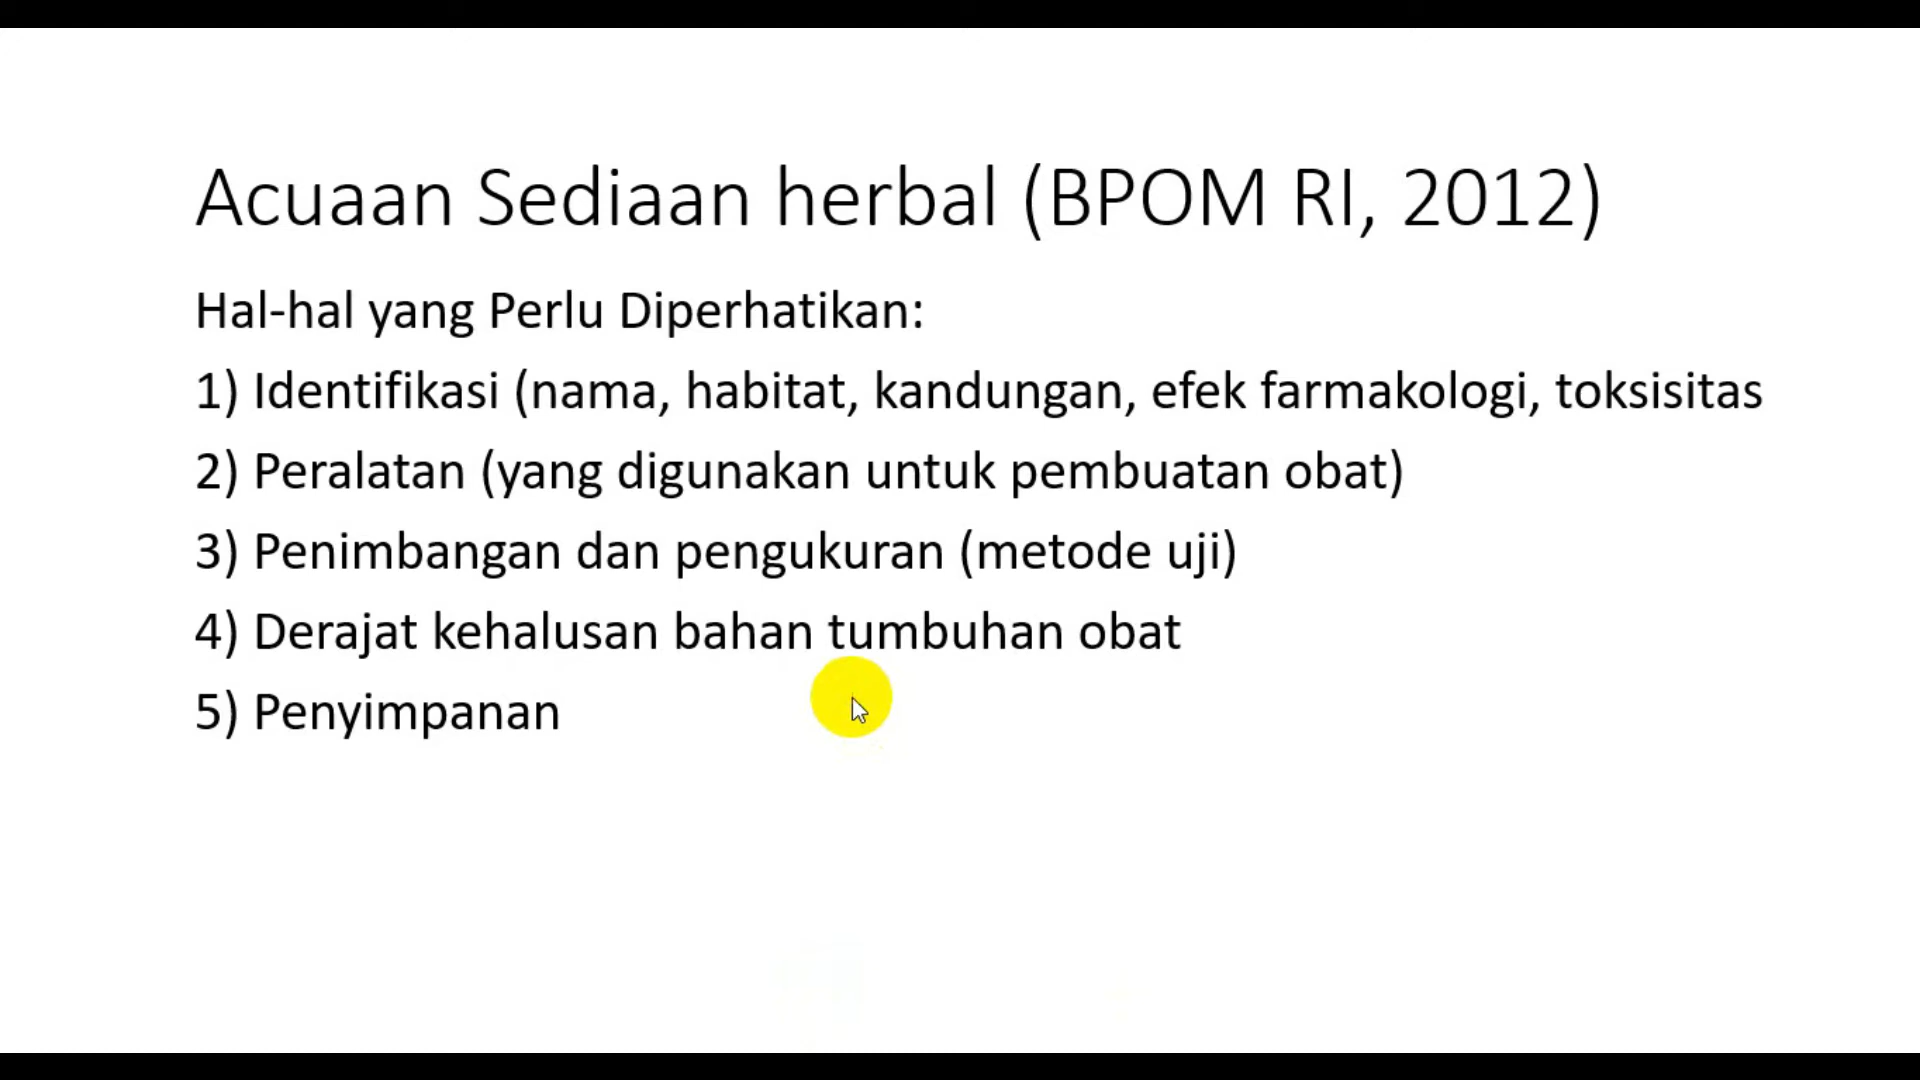 Acuaan Sediaan herbal (BPOM RI, 2012)
Hal-hal yang Perlu Diperhatikan:
1) Identifikasi (nama, habitat, kandungan, efek farmakologi, toksisitas
2) Peralatan (yang digunakan untuk pembuatan obat)
3) Penimbangan dan pengukuran (metode uji)
4) Derajat kehalusan bahan tumbuhan obat
5) Penyimpanan